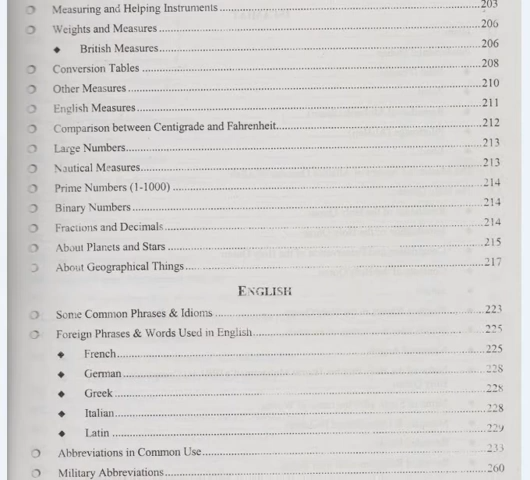 Measuring and Helping Instruments 203
Weights and Measures 206
British Measures 206
Conversion Tables 208
Other Measures 210
English Measures 211
Comparison between Centigrade and Fahrenheit 212
Large Numbers 213
Nautical Measures 213
Prime Numbers (1-1000) 214
Binary Numbers 214
Fractions and Decimals 214
About Planets and Stars 215
About Geographical Things 217
ENGLISH
Some Common Phrases & Idioms 223
Foreign Phrases & Words Used in English 225
French 225
German 228
Greek 228
Italian 228
Latin 229
Abbreviations in Common Use 233
Military Abbreviations 260